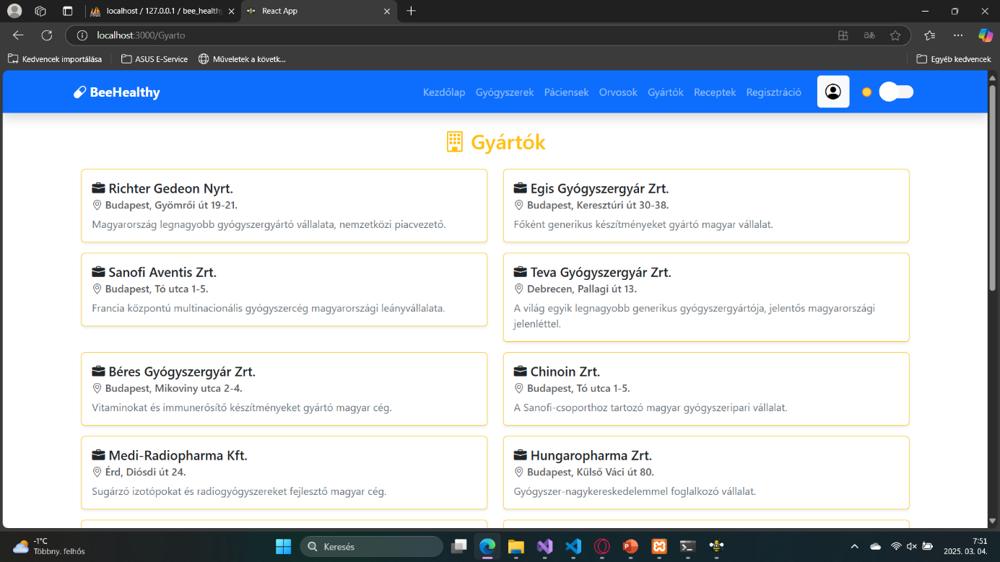 localhost / 127.0.0.1 / bee_healthy
React App
localhost:3000/Gyarto
Kedvencek importálása
ASUS E-Service
Műveletek a követk...
Egyéb kedvencek
BeeHealthy
Kezdőlap Gyógyszerek Páciensek Orvosok Gyártók Receptek Regisztráció
Gyártók
Richter Gedeon Nyrt.
Budapest, Gyömrői út 19-21.
Magyarország legnagyobb gyógyszergyártó vállalata, nemzetközi piacvezető.
Egis Gyógyszergyár Zrt.
Budapest, Keresztúri út 30-38.
Főként generikus készítményeket gyártó magyar vállalat.
Sanofi Aventis Zrt.
Budapest, Tó utca 1-5.
Francia központú multinacionális gyógyszercég magyarországi leányvállalata.
Teva Gyógyszergyár Zrt.
Debrecen, Pallagi út 13.
A világ egyik legnagyobb generikus gyógyszergyártója, jelentős magyarországi
jelenléttel.
Béres Gyógyszergyár Zrt.
Budapest, Mikoviny utca 2-4.
Vitaminokat és immunerősítő készítményeket gyártó magyar cég.
Chinoin Zrt.
Budapest, Tó utca 1-5.
A Sanofi-csoporthoz tartozó magyar gyógyszeripari vállalat.
Medi-Radiopharma Kft.
Érd, Diósdi út 24.
Sugárzó izotópokat és radiogyógyszereket fejlesztő magyar cég.
Hungaropharma Zrt.
Budapest, Külső Váci út 80.
Gyógyszer-nagykereskedelemmel foglalkozó vállalat.
-1°C
Többny. felhős
Keresés
7:51
2025. 03. 04.